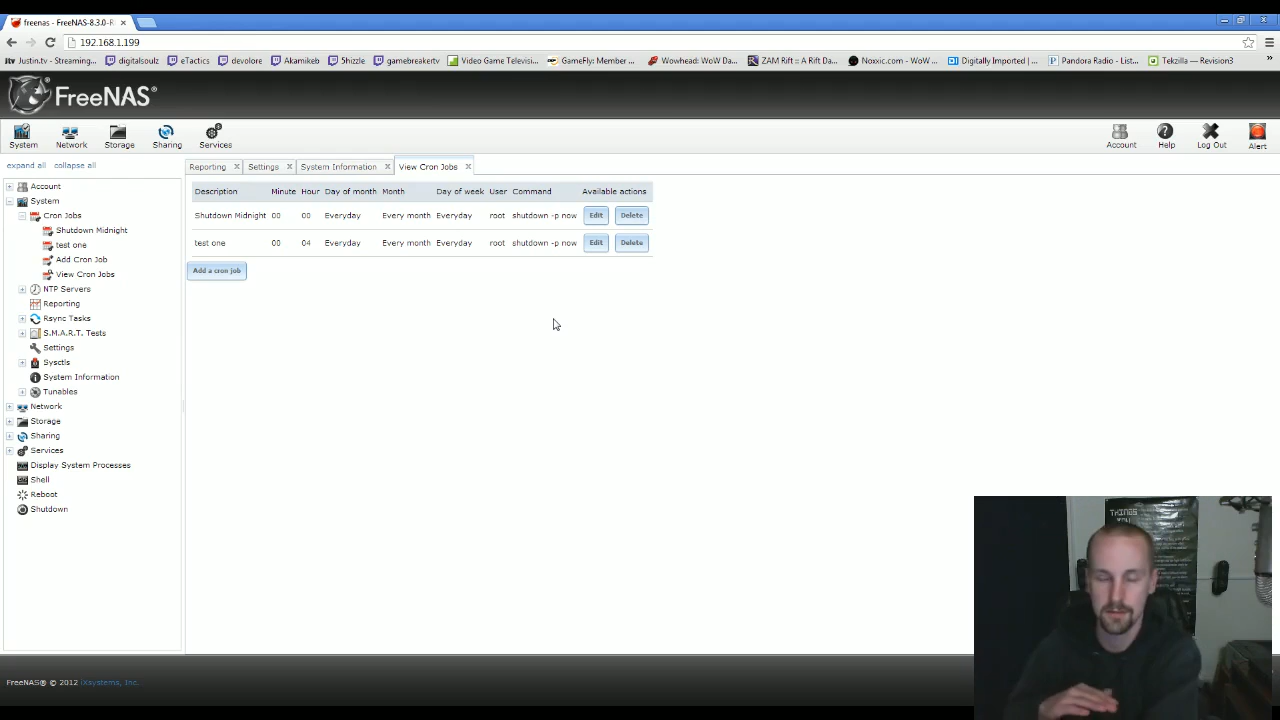 freenas - FreeNAS-8.3.0-R
192.168.1.199
Justin.tv - Streaming... digitalsoulz eTactics devolore Akamikeb Shizzle gamebreakertv Video Game Televisi... GameFly: Member ... Wowhead: WoW Da... ZAM Rift :: A Rift Da... Noxxic.com - WoW ... Digitally Imported | ... Pandora Radio - List... Tekzilla — Revision3 »
FreeNAS®
System Network Storage Sharing Services Account Help Log Out Alert
expand all collapse all
Reporting Settings System Information View Cron Jobs
Account
System
Cron Jobs
Shutdown Midnight
test one
Add Cron Job
View Cron Jobs
NTP Servers
Reporting
Rsync Tasks
S.M.A.R.T. Tests
Settings
Sysctls
System Information
Tunables
Network
Storage
Sharing
Services
Display System Processes
Shell
Reboot
Shutdown
Description Minute Hour Day of month Month Day of week User Command Available actions
Shutdown Midnight 00 00 Everyday Every month Everyday root shutdown -p now Edit Delete
test one 00 04 Everyday Every month Everyday root shutdown -p now Edit Delete
Add a cron job
THINGS
FreeNAS® © 2012 iXsystems, Inc.